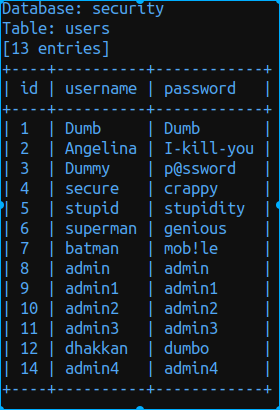 Database: security
Table: users
[13 entries]
+----+----------+------------+
| id | username | password   |
+----+----------+------------+
| 1  | Dumb     | Dumb       |
| 2  | Angelina | I-kill-you |
| 3  | Dummy    | p@ssword   |
| 4  | secure   | crappy     |
| 5  | stupid   | stupidity  |
| 6  | superman | genious    |
| 7  | batman   | mob!le     |
| 8  | admin    | admin      |
| 9  | admin1   | admin1     |
| 10 | admin2   | admin2     |
| 11 | admin3   | admin3     |
| 12 | dhakkan  | dumbo      |
| 14 | admin4   | admin4     |
+----+----------+------------+